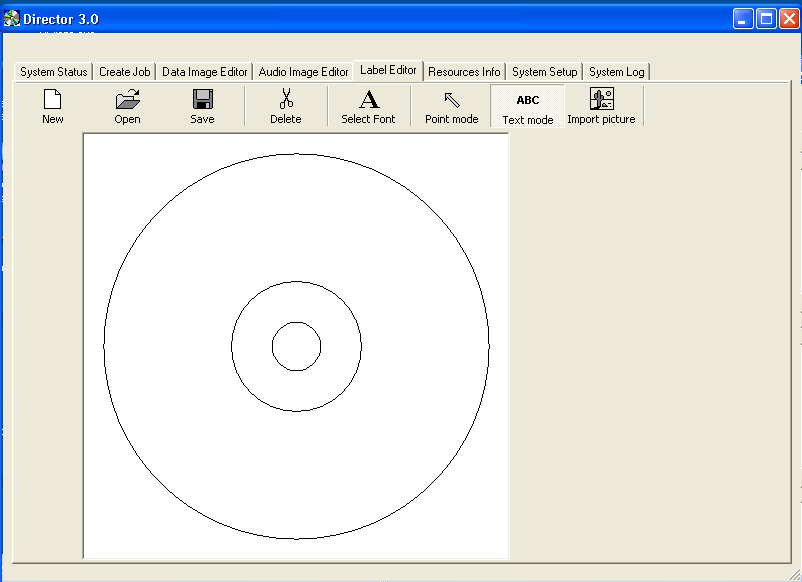 Director 3.0
System Status Create Job Data Image Editor Audio Image Editor Label Editor Resources Info System Setup System Log
ABC
New Open Save Delete Select Font Point mode Text mode Import picture